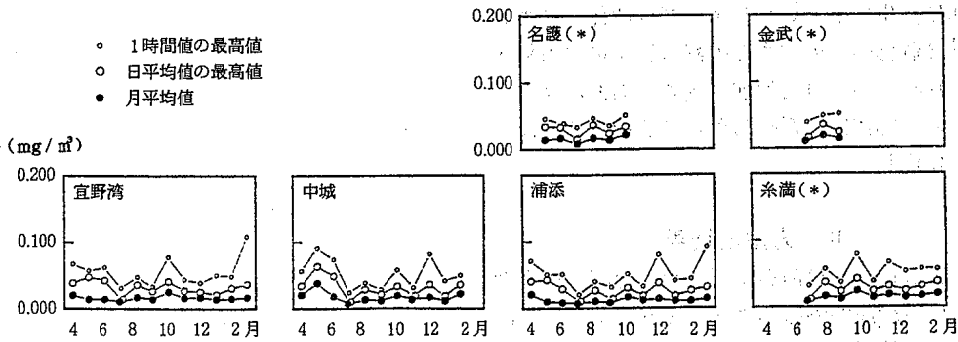 ◦ 1時間値の最高値
○ 日平均値の最高値
● 月平均値
(mg/㎥)
0.200 名護(*) 金武(*)
0.100
0.000
0.200 宜野湾 中城 浦添 糸満(*)
0.100
0.000
4 6 8 10 12 2月 4 6 8 10 12 2月 4 6 8 10 12 2月 4 6 8 10 12 2月